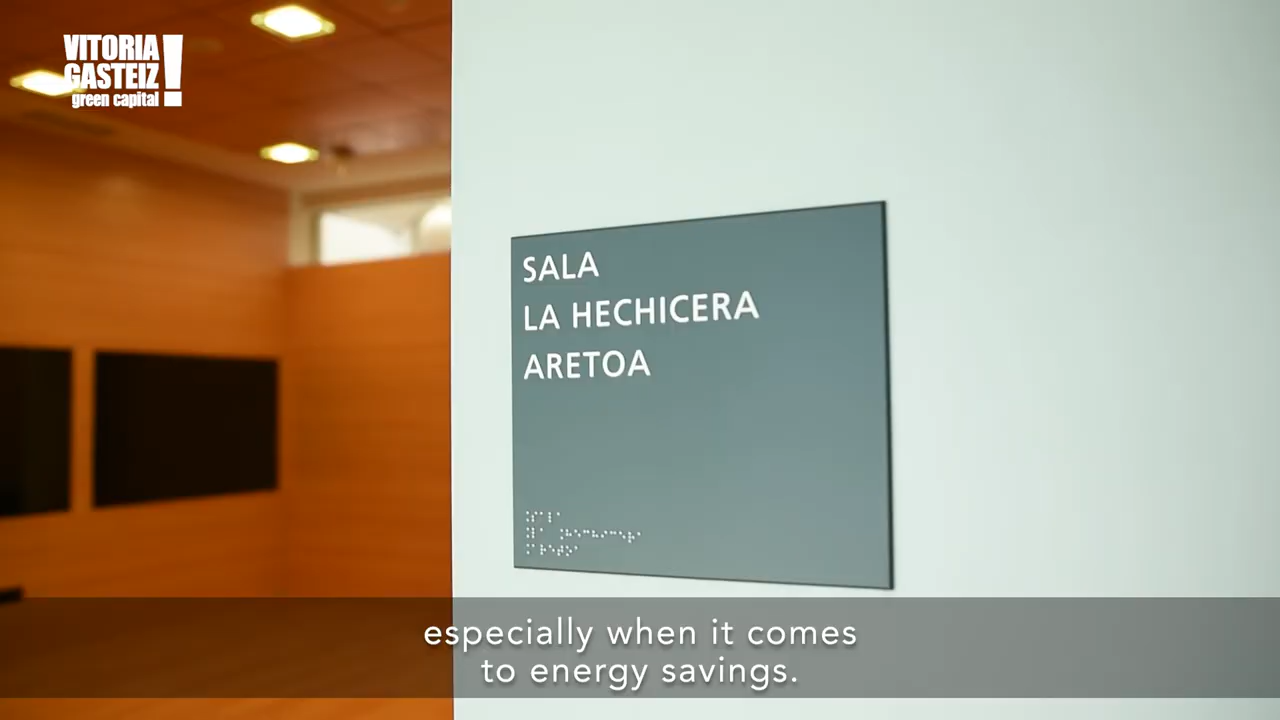 VITORIA
GASTEIZ!
green capital
SALA
LA HECHICERA
ARETOA
especially when it comes
to energy savings.